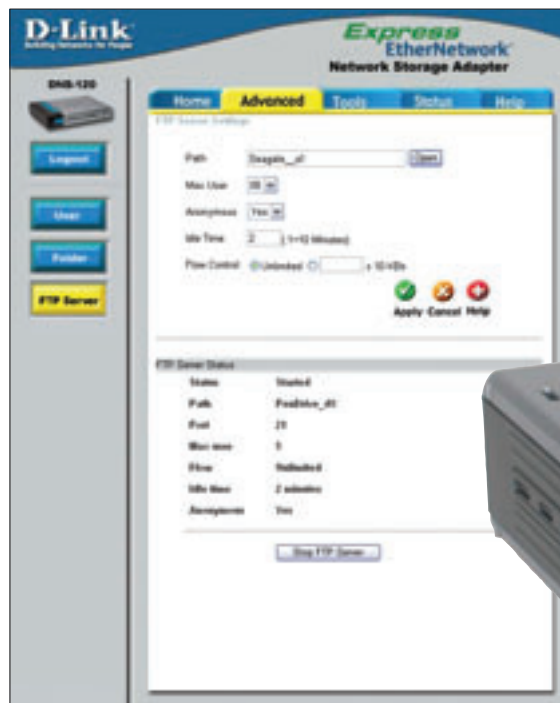 D-Link
Building Networks for People
Express
EtherNetwork
Network Storage Adapter
DNS-120
Home Advanced Tools Status Help
FTP Server Settings
Logout
Path Open
Max User
Anonymous Yes
User
Idle Time 2 (1~10 Minutes)
Folder
Flow Control Unlimited x 10 KB/s
FTP Server
Apply Cancel Help
FTP Server Status
Status Started
Path
Port 21
Max user
Flow Unlimited
Idle time 2 minutes
Anonymous Yes
Stop FTP Server